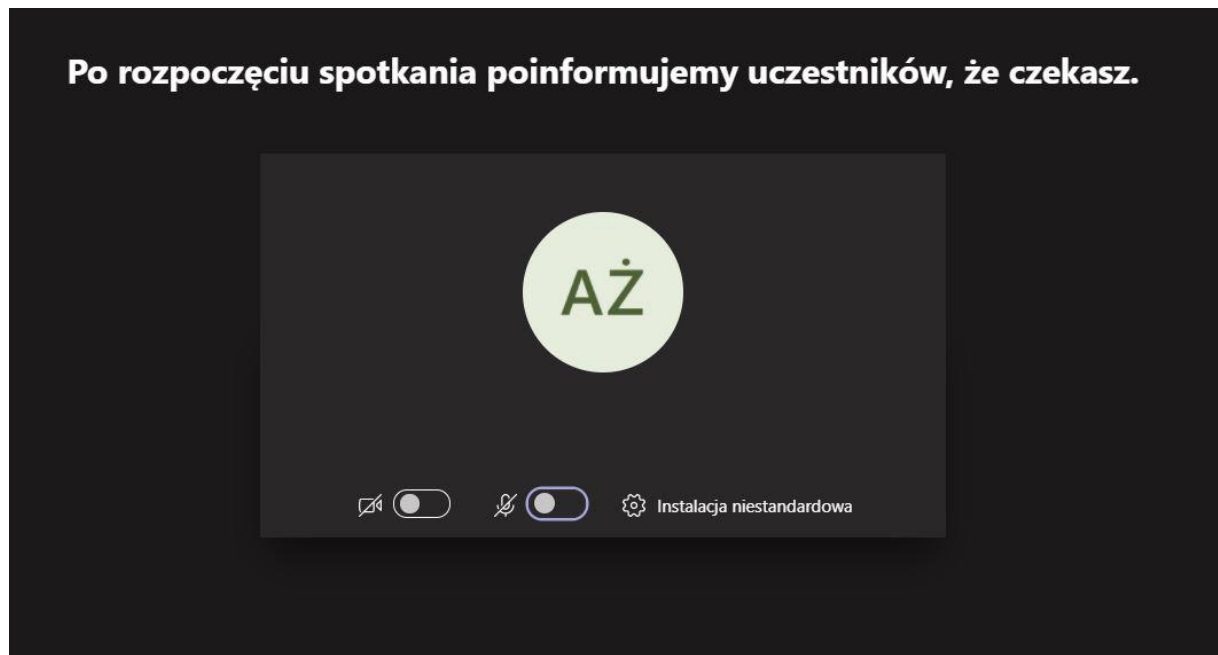 Po rozpoczęciu spotkania poinformujemy uczestników, że czekasz.
AŻ
Instalacja niestandardowa